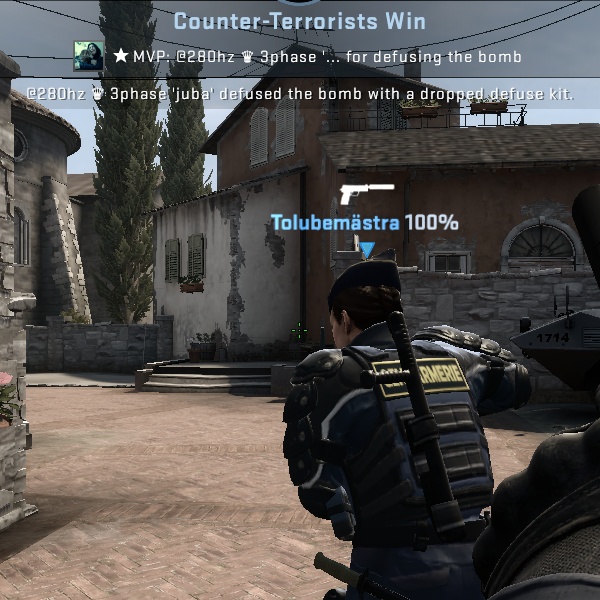 Counter-Terrorists Win
★ MVP: @280hz ♛ 3phase '... for defusing the bomb
@280hz ♛ 3phase 'juba' defused the bomb with a dropped defuse kit.
Tolubemästra 100%
1714